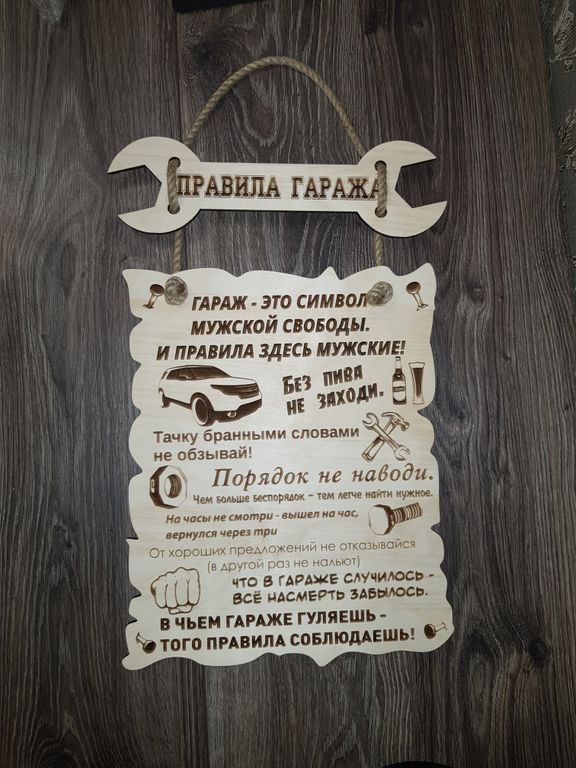 ПРАВИЛА ГАРАЖА
ГАРАЖ - ЭТО СИМВОЛ
МУЖСКОЙ СВОБОДЫ.
И ПРАВИЛА ЗДЕСЬ МУЖСКИЕ!
БЕЗ ПИВА
НЕ ЗАХОДИ.
Тачку бранными словами
не обзывай!
Порядок не наводи.
Чем больше беспорядок – тем легче найти нужное.
На часы не смотри - вышел на час,
вернулся через три
От хороших предложений не отказывайся
(в другой раз не нальют)
ЧТО В ГАРАЖЕ СЛУЧИЛОСЬ -
ВСЁ НАСМЕРТЬ ЗАБЫЛОСЬ.
В ЧЬЕМ ГАРАЖЕ ГУЛЯЕШЬ -
ТОГО ПРАВИЛА СОБЛЮДАЕШЬ!